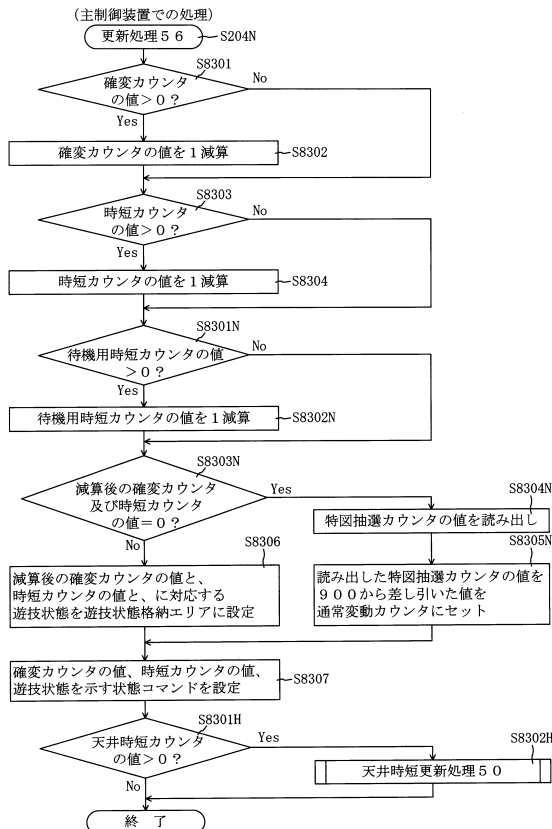 (主制御装置での処理)
更新処理５６
S204N
S8301
確変カウンタ
の値＞０？
No
Yes
確変カウンタの値を１減算
S8302
S8303
時短カウンタ
の値＞０？
No
Yes
時短カウンタの値を１減算
S8304
S8301N
待機用時短カウンタの値
＞０？
No
Yes
待機用時短カウンタの値を１減算
S8302N
S8303N
減算後の確変カウンタ
及び時短カウンタ
の値＝０？
Yes
No
S8304N
特図抽選カウンタの値を読み出し
S8305N
読み出した特図抽選カウンタの値を
９００から差し引いた値を
通常変動カウンタにセット
S8306
減算後の確変カウンタの値と、
時短カウンタの値と、に対応する
遊技状態を遊技状態格納エリアに設定
確変カウンタの値、時短カウンタの値、
遊技状態を示す状態コマンドを設定
S8307
S8301H
天井時短カウンタ
の値＞０？
Yes
No
S8302H
天井時短更新処理５０
終　了